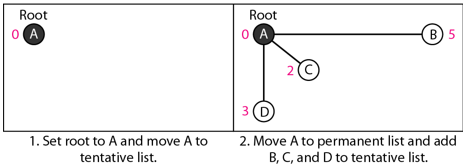 Root
0 A
1. Set root to A and move A to
tentative list.
Root
0 A
B 5
2 C
3 D
2. Move A to permanent list and add
B, C, and D to tentative list.